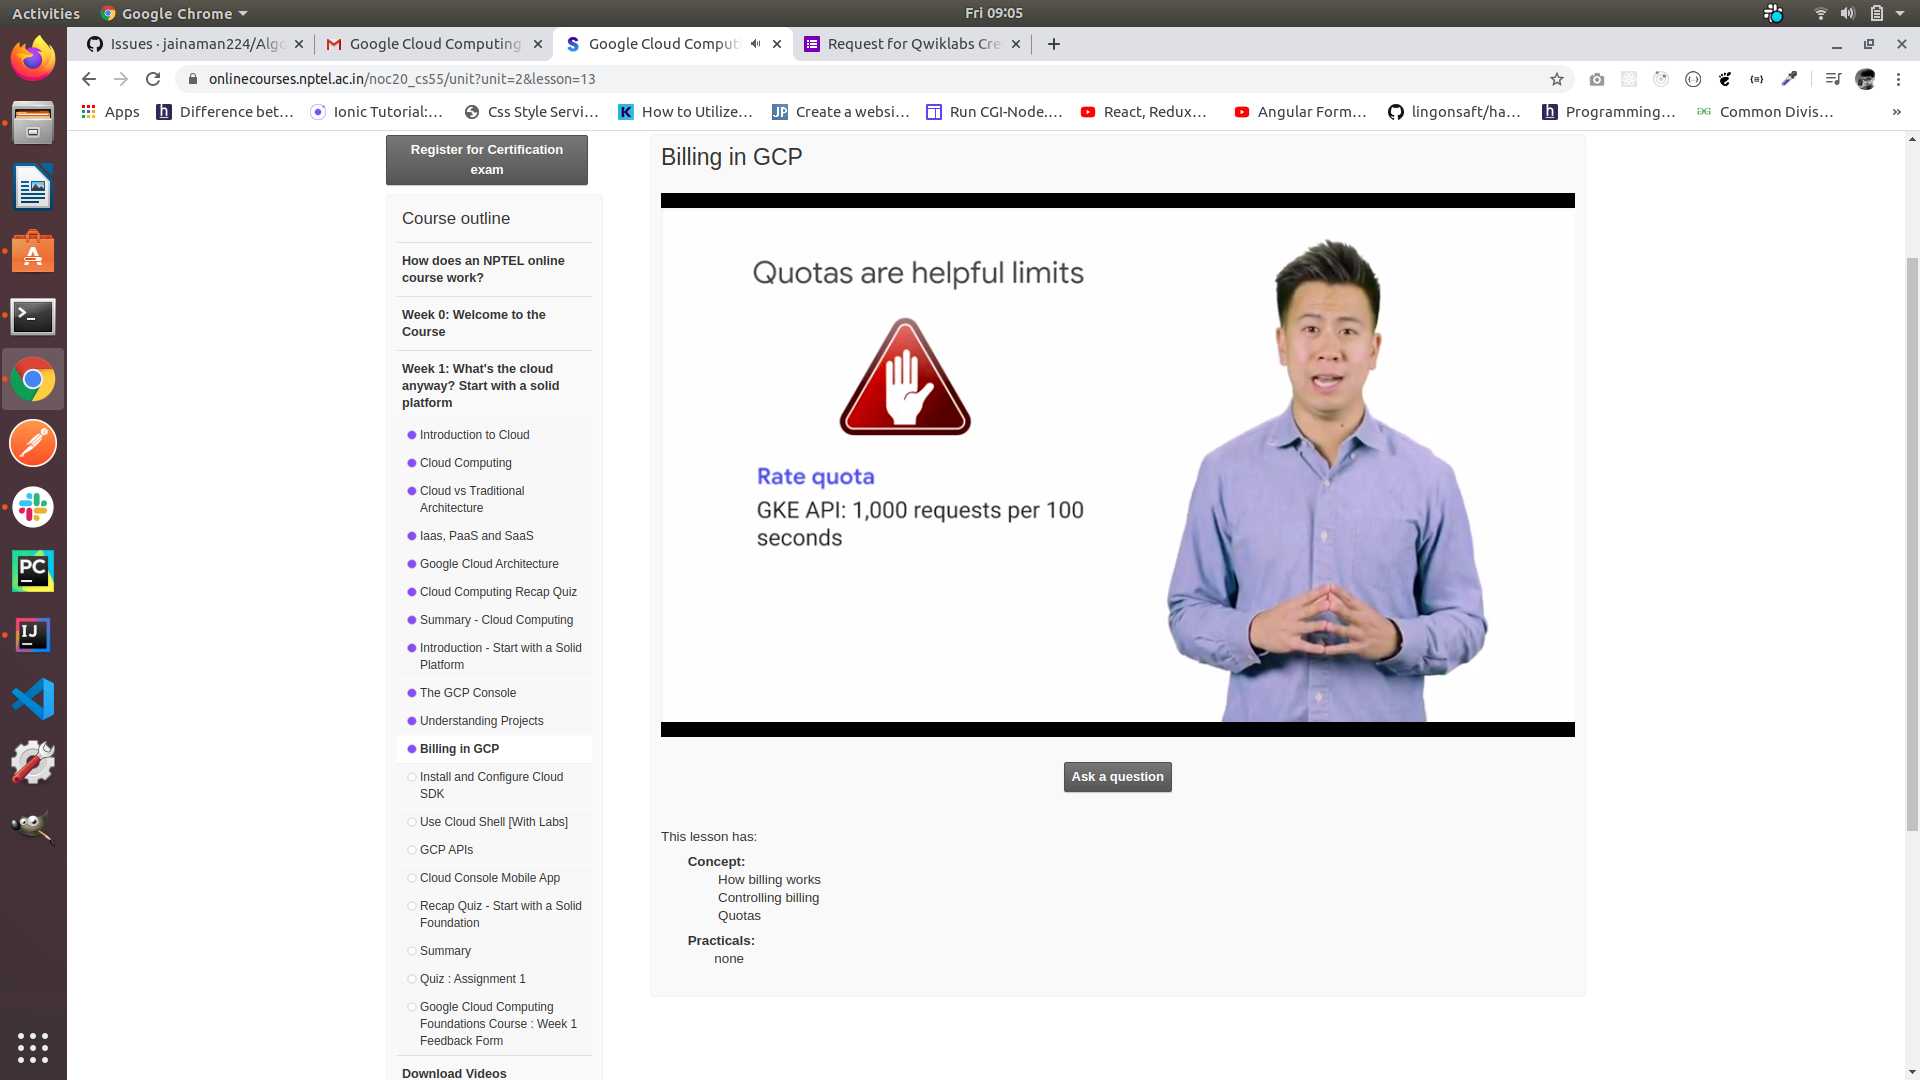 Activities
Google Chrome
Fri 09:05
Issues · jainaman224/Algo
Google Cloud Computing
Google Cloud Computi
Request for Qwiklabs Cre
onlinecourses.nptel.ac.in/noc20_cs55/unit?unit=2&lesson=13
Apps
Difference bet…
Ionic Tutorial:…
Css Style Servi…
How to Utilize…
JP
Create a websi…
Run CGI-Node.…
React, Redux…
Angular Form…
lingonsaft/ha…
Programming…
Common Divis…
»
Register for Certification
exam
Course outline
How does an NPTEL online
course work?
Week 0: Welcome to the
Course
Week 1: What's the cloud
anyway? Start with a solid
platform
Introduction to Cloud
Cloud Computing
Cloud vs Traditional
Architecture
Iaas, PaaS and SaaS
Google Cloud Architecture
Cloud Computing Recap Quiz
Summary - Cloud Computing
Introduction - Start with a Solid
Platform
The GCP Console
Understanding Projects
Billing in GCP
Install and Configure Cloud
SDK
Use Cloud Shell [With Labs]
GCP APIs
Cloud Console Mobile App
Recap Quiz - Start with a Solid
Foundation
Summary
Quiz : Assignment 1
Google Cloud Computing
Foundations Course : Week 1
Feedback Form
Download Videos
Billing in GCP
Quotas are helpful limits
Rate quota
GKE API: 1,000 requests per 100
seconds
Ask a question
This lesson has:
Concept:
How billing works
Controlling billing
Quotas
Practicals:
none
PC
IJ